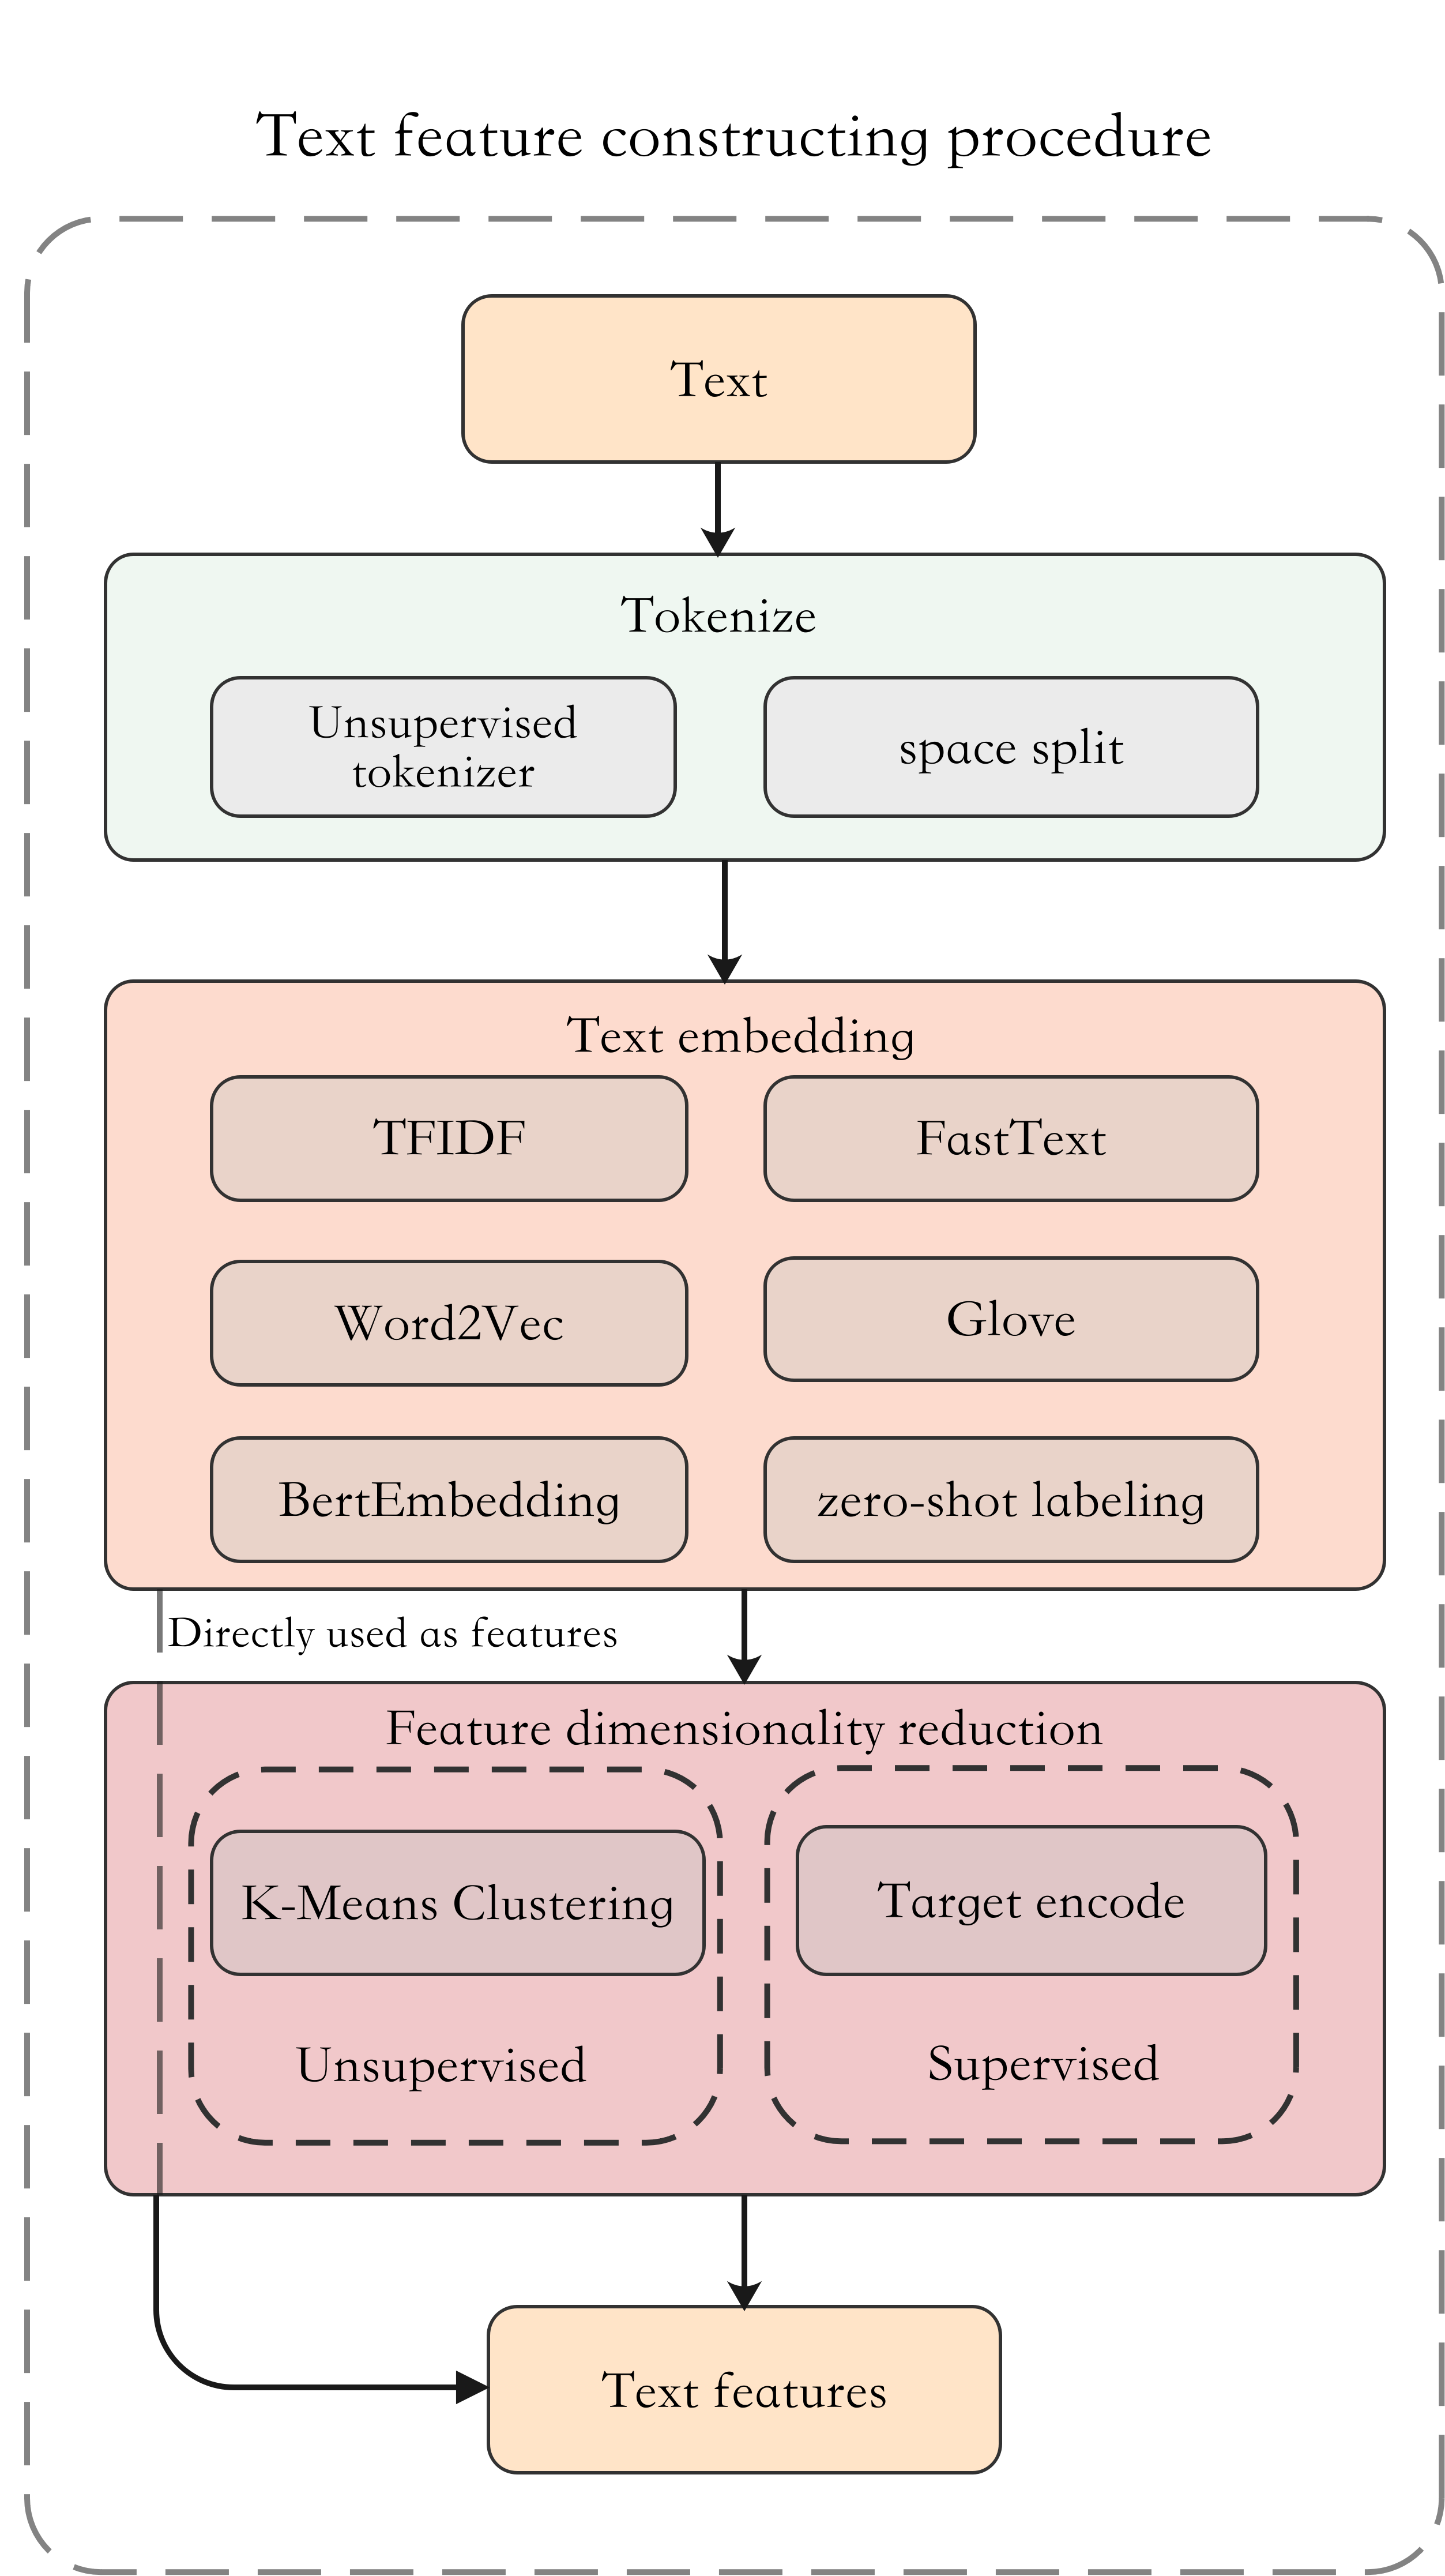 Text feature constructing procedure
Text
Tokenize
Unsupervised
tokenizer
space split
Text embedding
TFIDF
FastText
Word2Vec
Glove
BertEmbedding
zero-shot labeling
Directly used as features
Feature dimensionality reduction
K-Means Clustering
Target encode
Unsupervised
Supervised
Text features